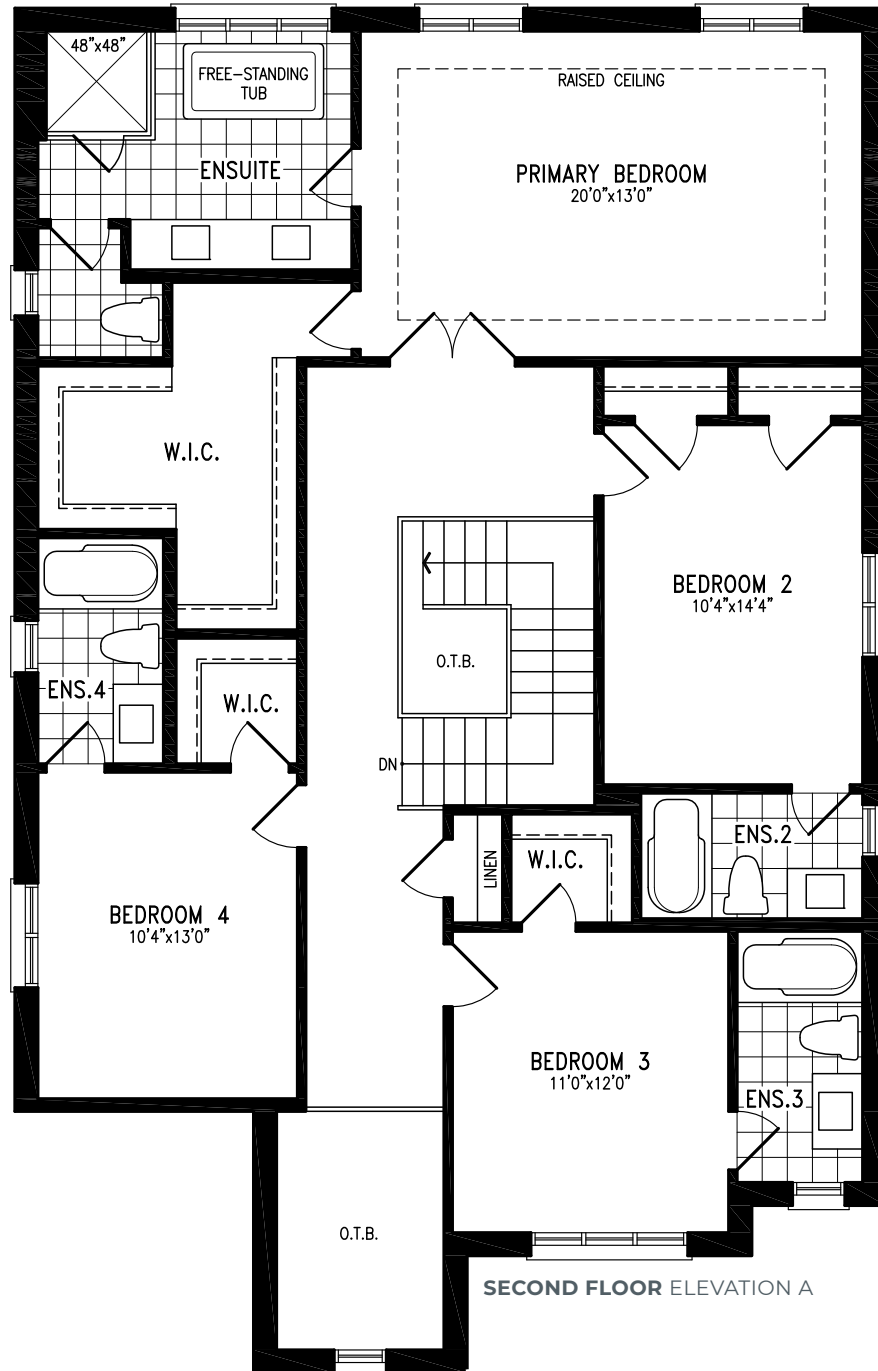 48"x48"
FREE-STANDING
TUB
RAISED CEILING
ENSUITE
PRIMARY BEDROOM
20'0"x13'0"
W.I.C.
BEDROOM 2
10'4"x14'4"
O.T.B.
ENS.4
W.I.C.
DN
ENS.2
LINEN
W.I.C.
BEDROOM 4
10'4"x13'0"
BEDROOM 3
11'0"x12'0"
ENS.3
O.T.B.
SECOND FLOOR ELEVATION A